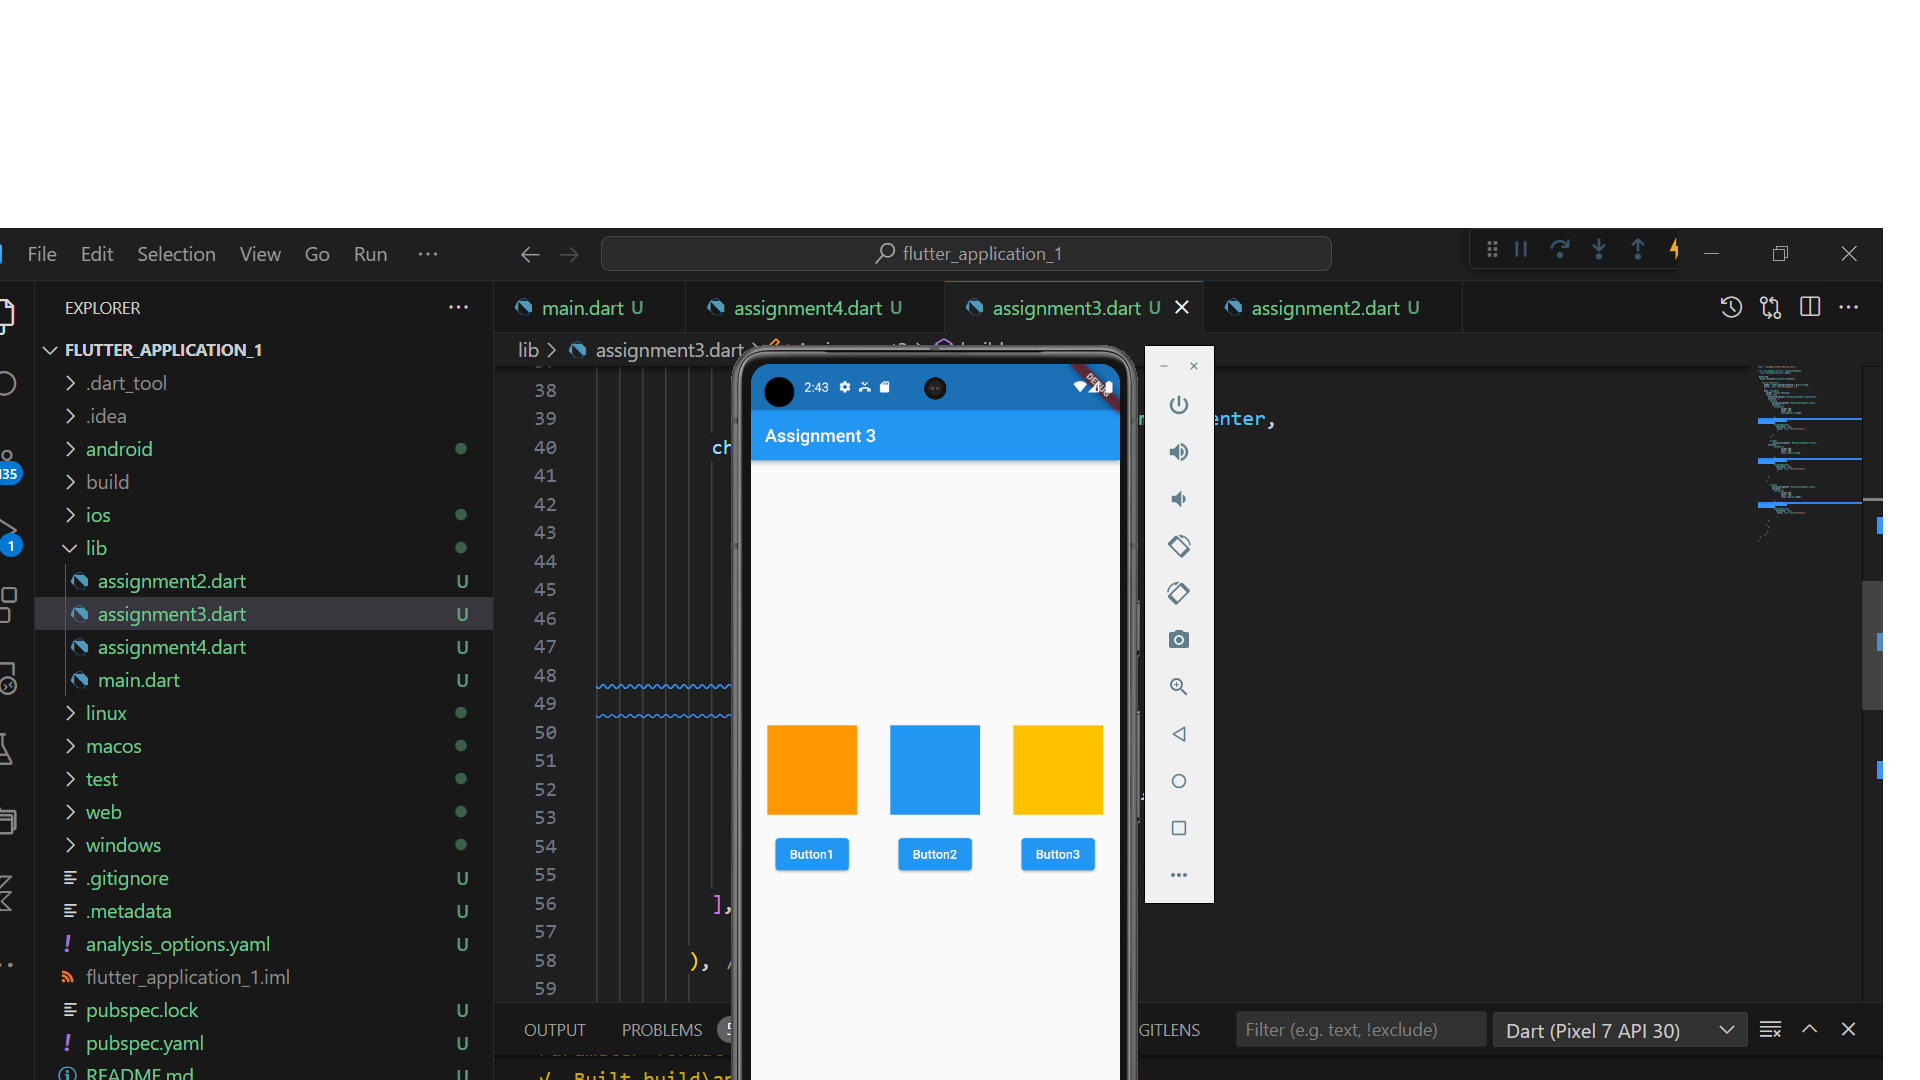 File Edit Selection View Go Run ··· flutter_application_1
EXPLORER ···
main.dart U assignment4.dart U assignment3.dart U assignment2.dart U ···
FLUTTER_APPLICATION_1
lib > assignment3.dart
.dart_tool
.idea
android
build
ios
lib
assignment2.dart U
assignment3.dart U
assignment4.dart U
main.dart U
linux
macos
test
web
windows
.gitignore U
.metadata U
analysis_options.yaml U
flutter_application_1.iml
pubspec.lock U
pubspec.yaml U
README.md U
135
1
38
39 enter,
40 ch
41
42
43
44
45
46
47
48
49
50
51
52
53
54
55
56 ],
57
58 ), /
59
2:43
DEBUG
Assignment 3
Button1 Button2 Button3
OUTPUT PROBLEMS 5 GITLENS Filter (e.g. text, !exclude) Dart (Pixel 7 API 30)
√ Built build\ap